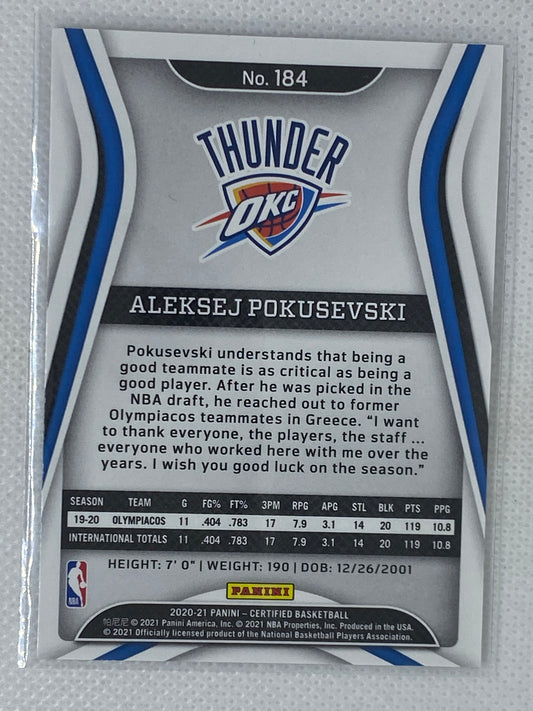 No. 184
THUNDER
OKC
ALEKSEJ POKUSEVSKI
Pokusevski understands that being a
good teammate is as critical as being a
good player. After he was picked in the
NBA draft, he reached out to former
Olympiacos teammates in Greece. “I want
to thank everyone, the players, the staff ...
everyone who worked here with me over the
years. I wish you good luck on the season.”
SEASON TEAM G FG% FT% 3PM RPG APG STL BLK PTS PPG
19-20 OLYMPIACOS 11 .404 .783 17 7.9 3.1 14 20 119 10.8
INTERNATIONAL TOTALS 11 .404 .783 17 7.9 3.1 14 20 119 10.8
HEIGHT: 7' 0" | WEIGHT: 190 | DOB: 12/26/2001
NBA
PANINI
2020-21 PANINI – CERTIFIED BASKETBALL
帕尼尼 © 2021 Panini America, Inc. © 2021 NBA Properties, Inc. Produced in the USA.
© 2021 Officially licensed product of the National Basketball Players Association.